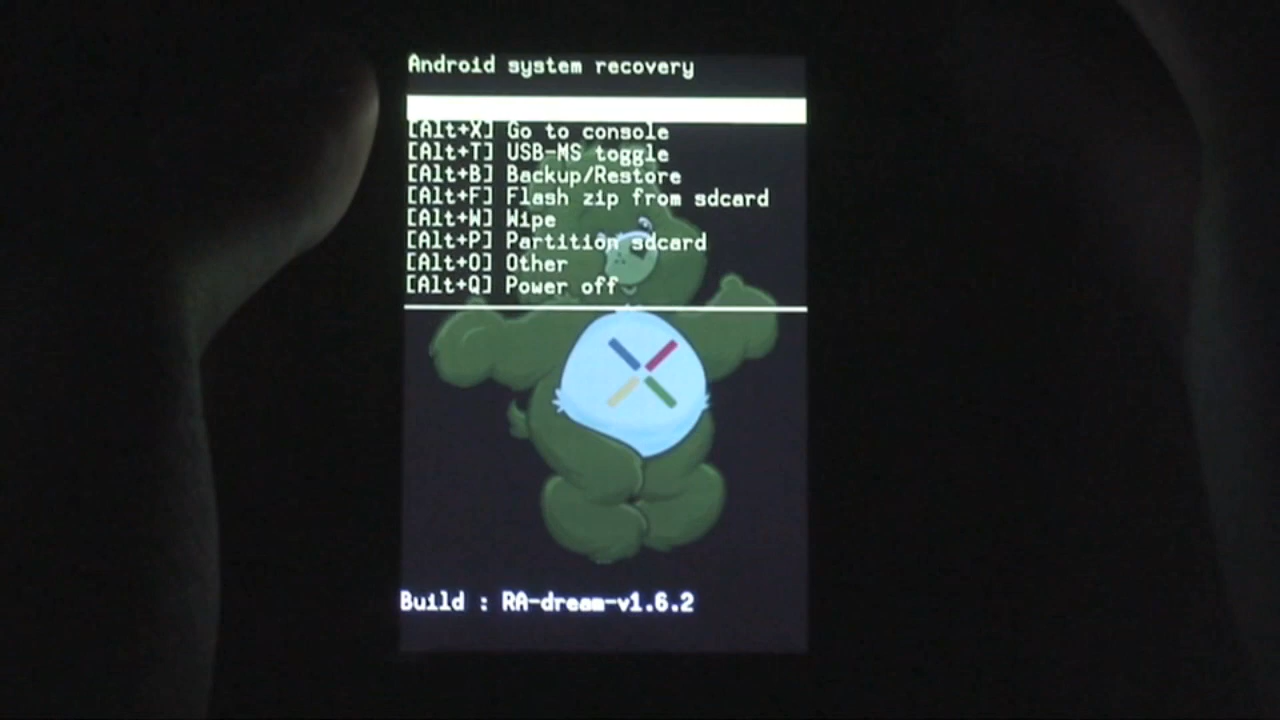 Android system recovery
[Alt+X] Go to console
[Alt+T] USB-MS toggle
[Alt+B] Backup/Restore
[Alt+F] Flash zip from sdcard
[Alt+W] Wipe
[Alt+P] Partition sdcard
[Alt+O] Other
[Alt+Q] Power off
Build : RA-dream-v1.6.2